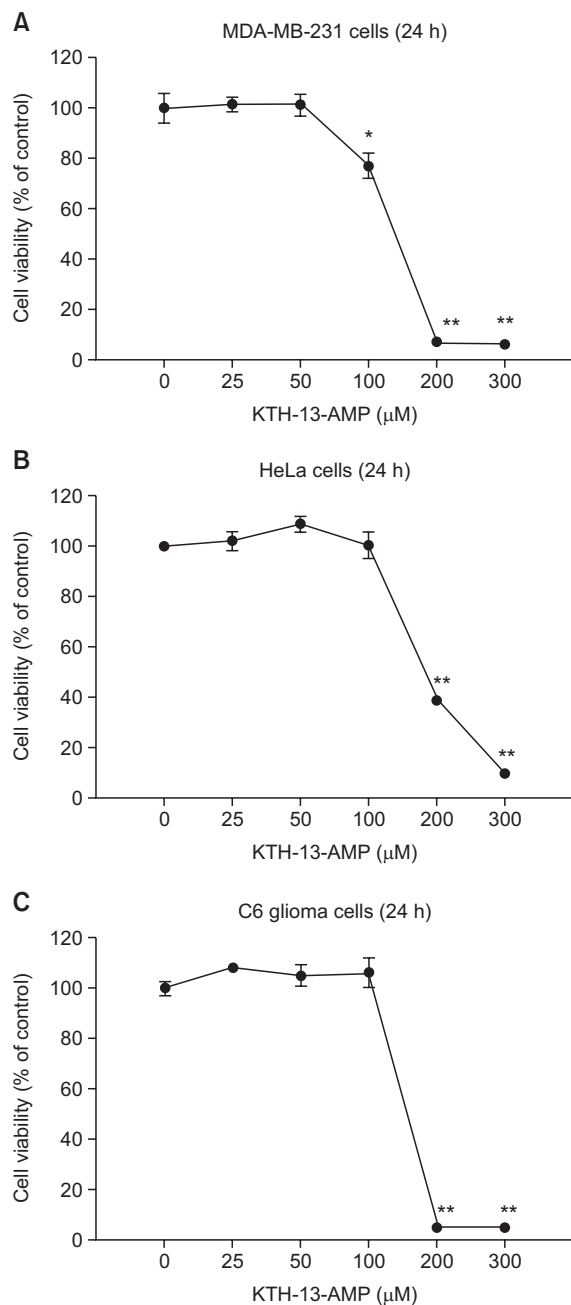 A
MDA-MB-231 cells (24 h)
Cell viability (% of control)
120
100
80
60
40
20
0
*
**
**
0 25 50 100 200 300
KTH-13-AMP (μM)
B
HeLa cells (24 h)
Cell viability (% of control)
120
100
80
60
40
20
0
**
**
0 25 50 100 200 300
KTH-13-AMP (μM)
C
C6 glioma cells (24 h)
Cell viability (% of control)
120
100
80
60
40
20
0
**
**
0 25 50 100 200 300
KTH-13-AMP (μM)